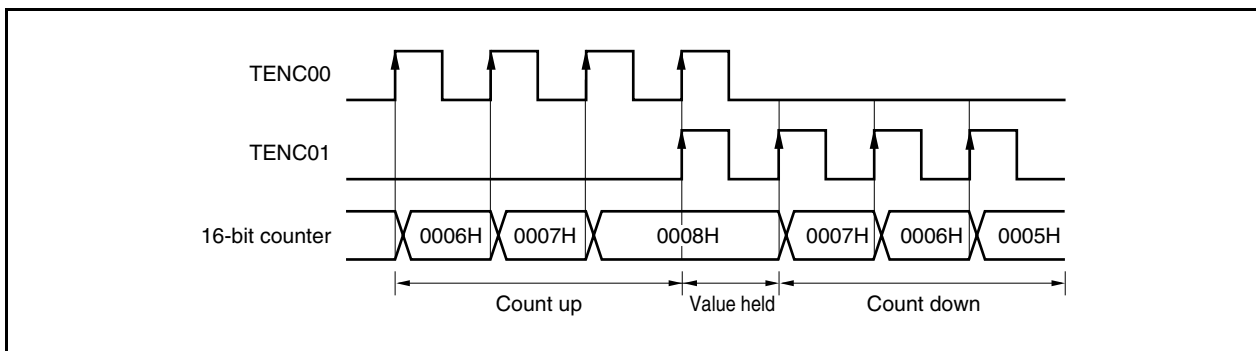 TENC00
TENC01
16-bit counter 0006H 0007H 0008H 0007H 0006H 0005H
Count up Value held Count down